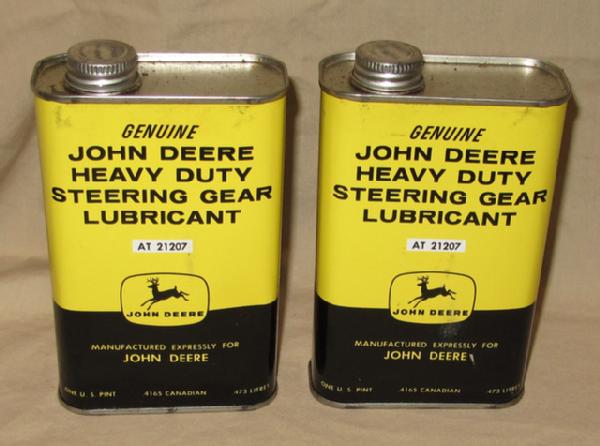 GENUINE
JOHN DEERE
HEAVY DUTY
STEERING GEAR
LUBRICANT
AT 21207
JOHN DEERE
MANUFACTURED EXPRESSLY FOR
JOHN DEERE
ONE U. S. PINT .4165 CANADIAN .473 LITRES
GENUINE
JOHN DEERE
HEAVY DUTY
STEERING GEAR
LUBRICANT
AT 21207
JOHN DEERE
MANUFACTURED EXPRESSLY FOR
JOHN DEERE
ONE U. S. PINT .4165 CANADIAN .473 LITRES